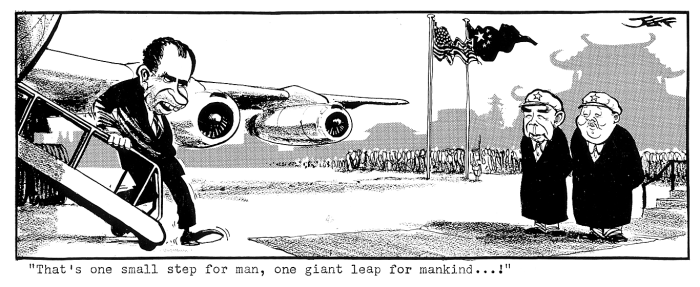 JEFF
"That's one small step for man, one giant leap for mankind...!"